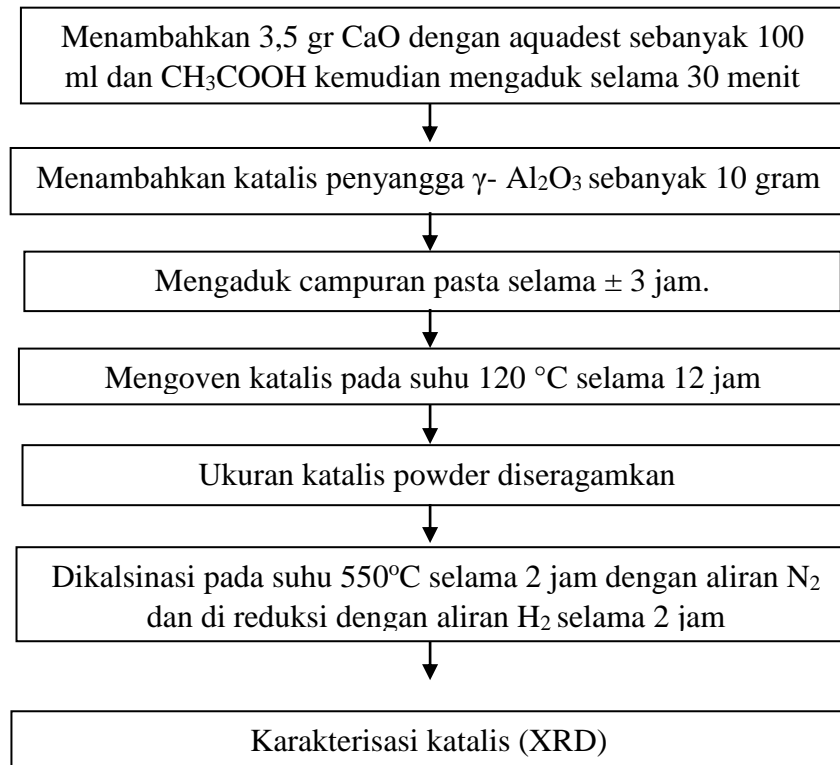 Menambahkan 3,5 gr CaO dengan aquadest sebanyak 100
ml dan CH₃COOH kemudian mengaduk selama 30 menit
Menambahkan katalis penyangga γ- Al₂O₃ sebanyak 10 gram
Mengaduk campuran pasta selama ± 3 jam.
Mengoven katalis pada suhu 120 °C selama 12 jam
Ukuran katalis powder diseragamkan
Dikalsinasi pada suhu 550ºC selama 2 jam dengan aliran N₂
dan di reduksi dengan aliran H₂ selama 2 jam
Karakterisasi katalis (XRD)